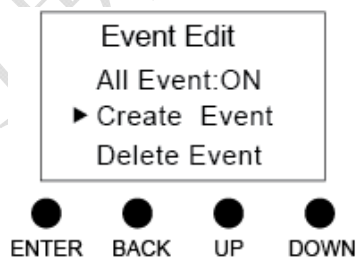 Event Edit
All Event:ON
▶ Create Event
Delete Event
ENTER BACK UP DOWN